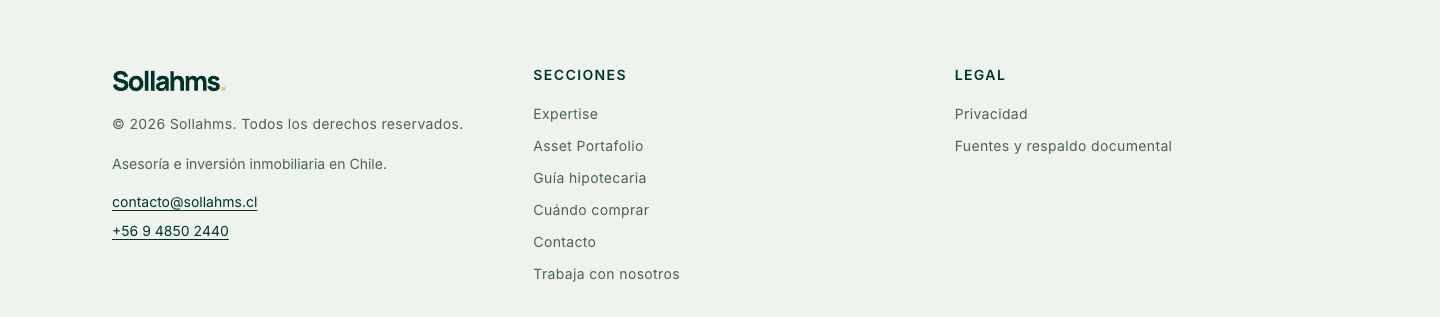 Sollahms.
© 2026 Sollahms. Todos los derechos reservados.
Asesoría e inversión inmobiliaria en Chile.
contacto@sollahms.cl
+56 9 4850 2440
SECCIONES
Expertise
Asset Portafolio
Guía hipotecaria
Cuándo comprar
Contacto
Trabaja con nosotros
LEGAL
Privacidad
Fuentes y respaldo documental